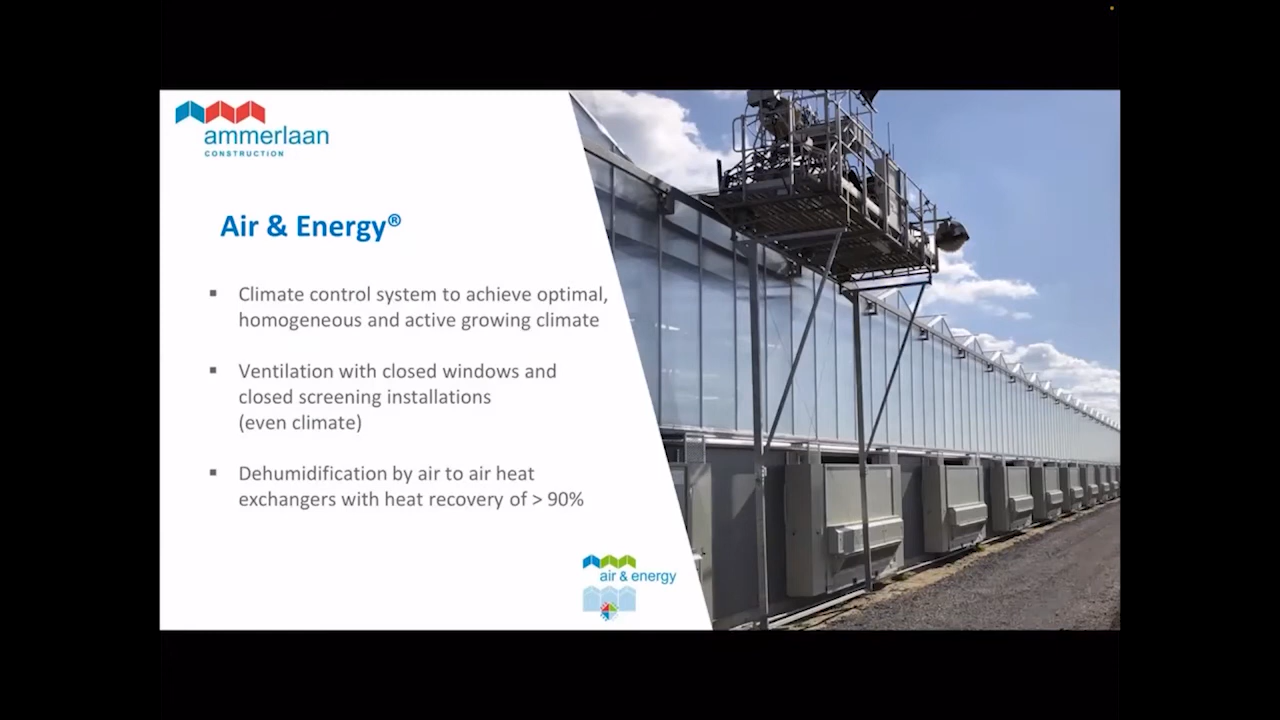 ammerlaan
CONSTRUCTION
Air & Energy®
▪ Climate control system to achieve optimal,
homogeneous and active growing climate
▪ Ventilation with closed windows and
closed screening installations
(even climate)
▪ Dehumidification by air to air heat
exchangers with heat recovery of > 90%
air & energy